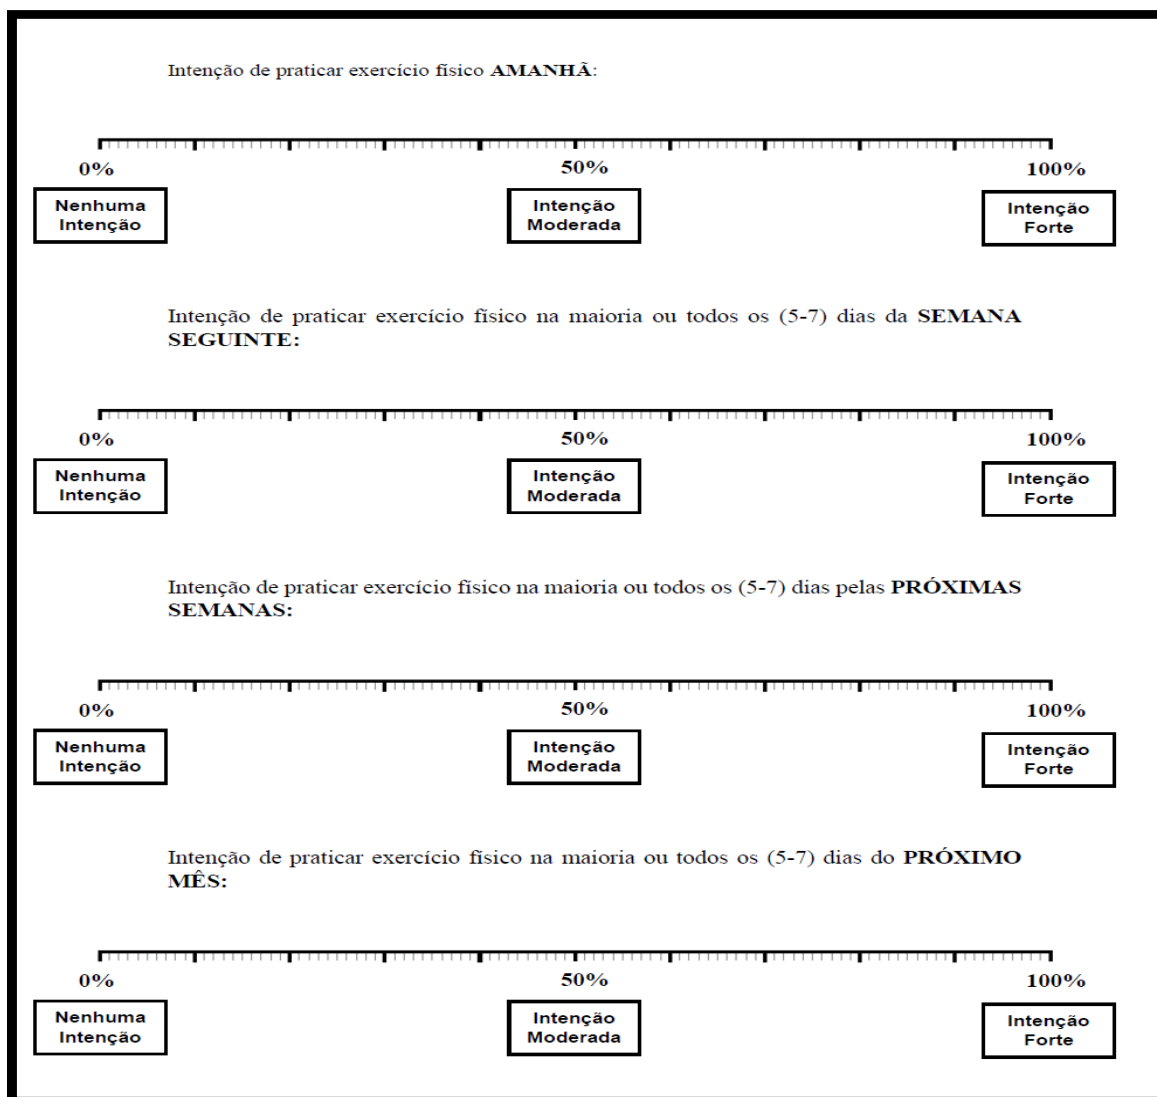 Intenção de praticar exercício físico AMANHÃ:
0% 50% 100%
Nenhuma Intenção Intenção
Intenção Moderada Forte
Intenção de praticar exercício físico na maioria ou todos os (5-7) dias da SEMANA
SEGUINTE:
0% 50% 100%
Nenhuma Intenção Intenção
Intenção Moderada Forte
Intenção de praticar exercício físico na maioria ou todos os (5-7) dias pelas PRÓXIMAS
SEMANAS:
0% 50% 100%
Nenhuma Intenção Intenção
Intenção Moderada Forte
Intenção de praticar exercício físico na maioria ou todos os (5-7) dias do PRÓXIMO
MÊS:
0% 50% 100%
Nenhuma Intenção Intenção
Intenção Moderada Forte